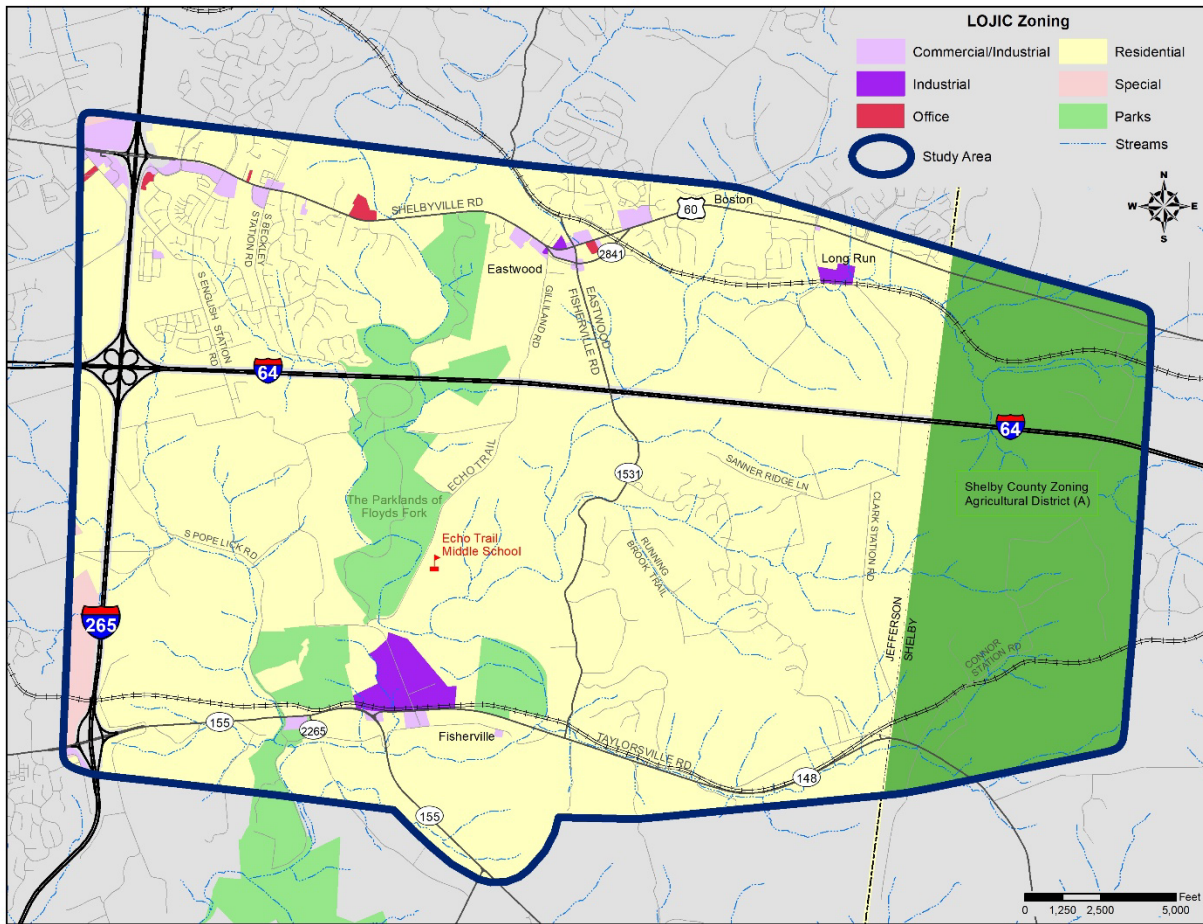 LOJIC Zoning
Commercial/Industrial
Residential
Industrial
Special
Office
Parks
Study Area
Streams
N
W E
S
SHELBYVILLE RD
60
Boston
S BECKLEY
STATION RD
Eastwood
2841
Long Run
S ENGLISH STATION
RD
GILLILAND RD
EASTWOOD
FISHERVILLE RD
64
64
ECHO TRAIL
1531
SANNER RIDGE LN
Shelby County Zoning
Agricultural District (A)
The Parklands of
Floyds Fork
CLARK STATION RD
S POPE LICK RD
Echo Trail
Middle School
RUNNING
BROOK TRAIL
265
JEFFERSON
SHELBY
CONNOR
STATION RD
155
2265
Fisherville
TAYLORSVILLE RD
148
155
Feet
0 1,250 2,500 5,000